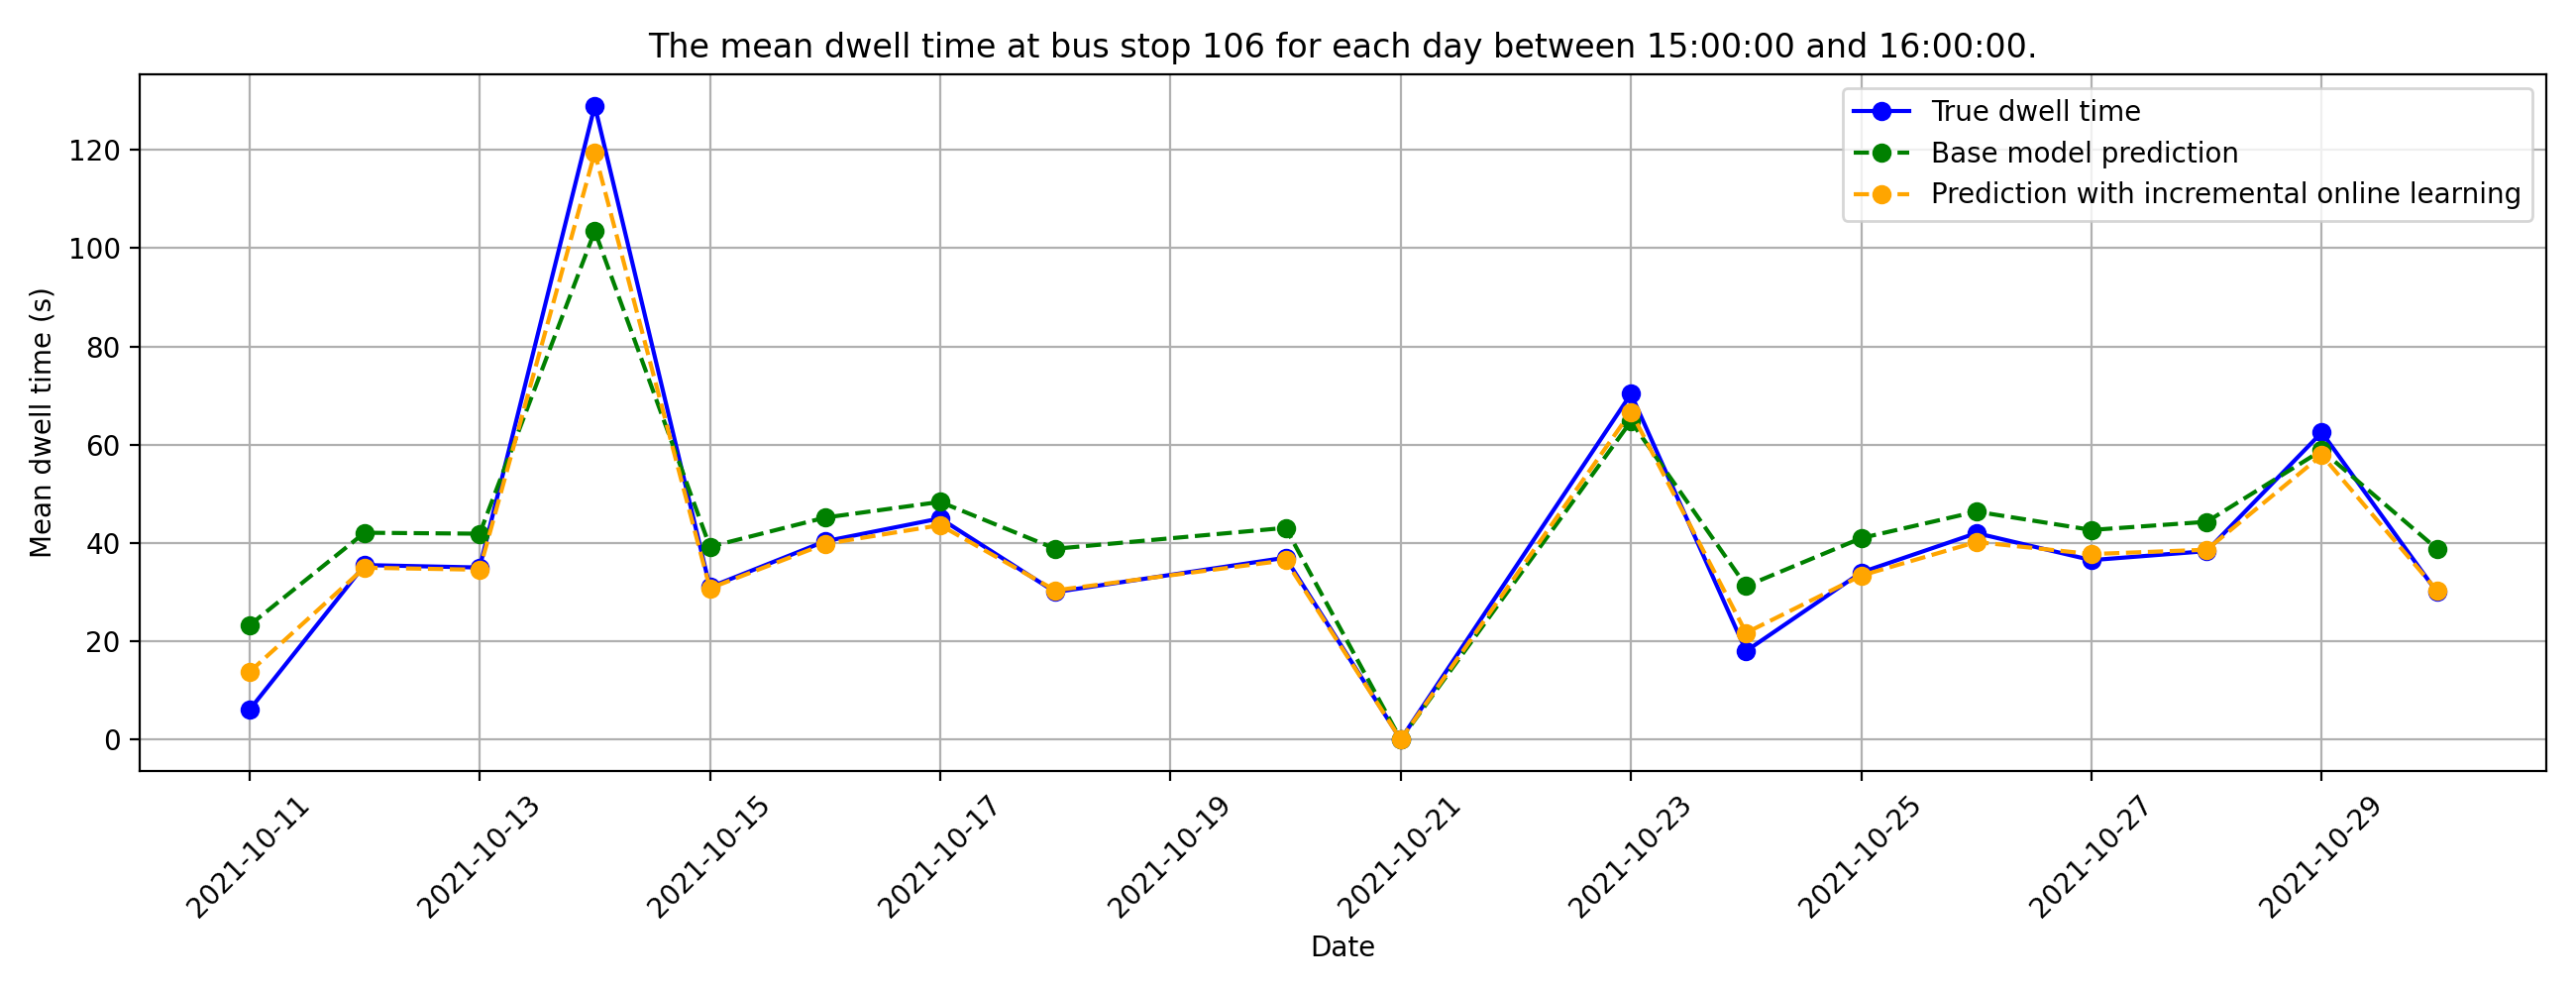 The mean dwell time at bus stop 106 for each day between 15:00:00 and 16:00:00.
True dwell time
Base model prediction
Prediction with incremental online learning
Mean dwell time (s)
120
100
80
60
40
20
0
2021-10-11
2021-10-13
2021-10-15
2021-10-17
2021-10-19
2021-10-21
2021-10-23
2021-10-25
2021-10-27
2021-10-29
Date